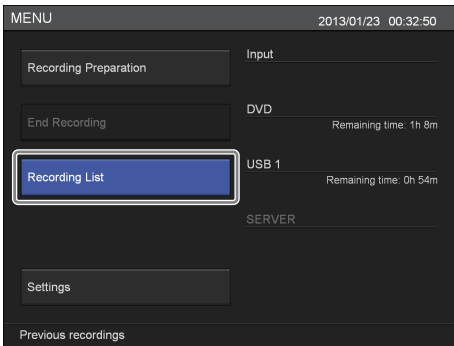 MENU 2013/01/23 00:32:50
Input
Recording Preparation
DVD
End Recording
Remaining time: 1h 8m
USB 1
Recording List
Remaining time: 0h 54m
SERVER
Settings
Previous recordings